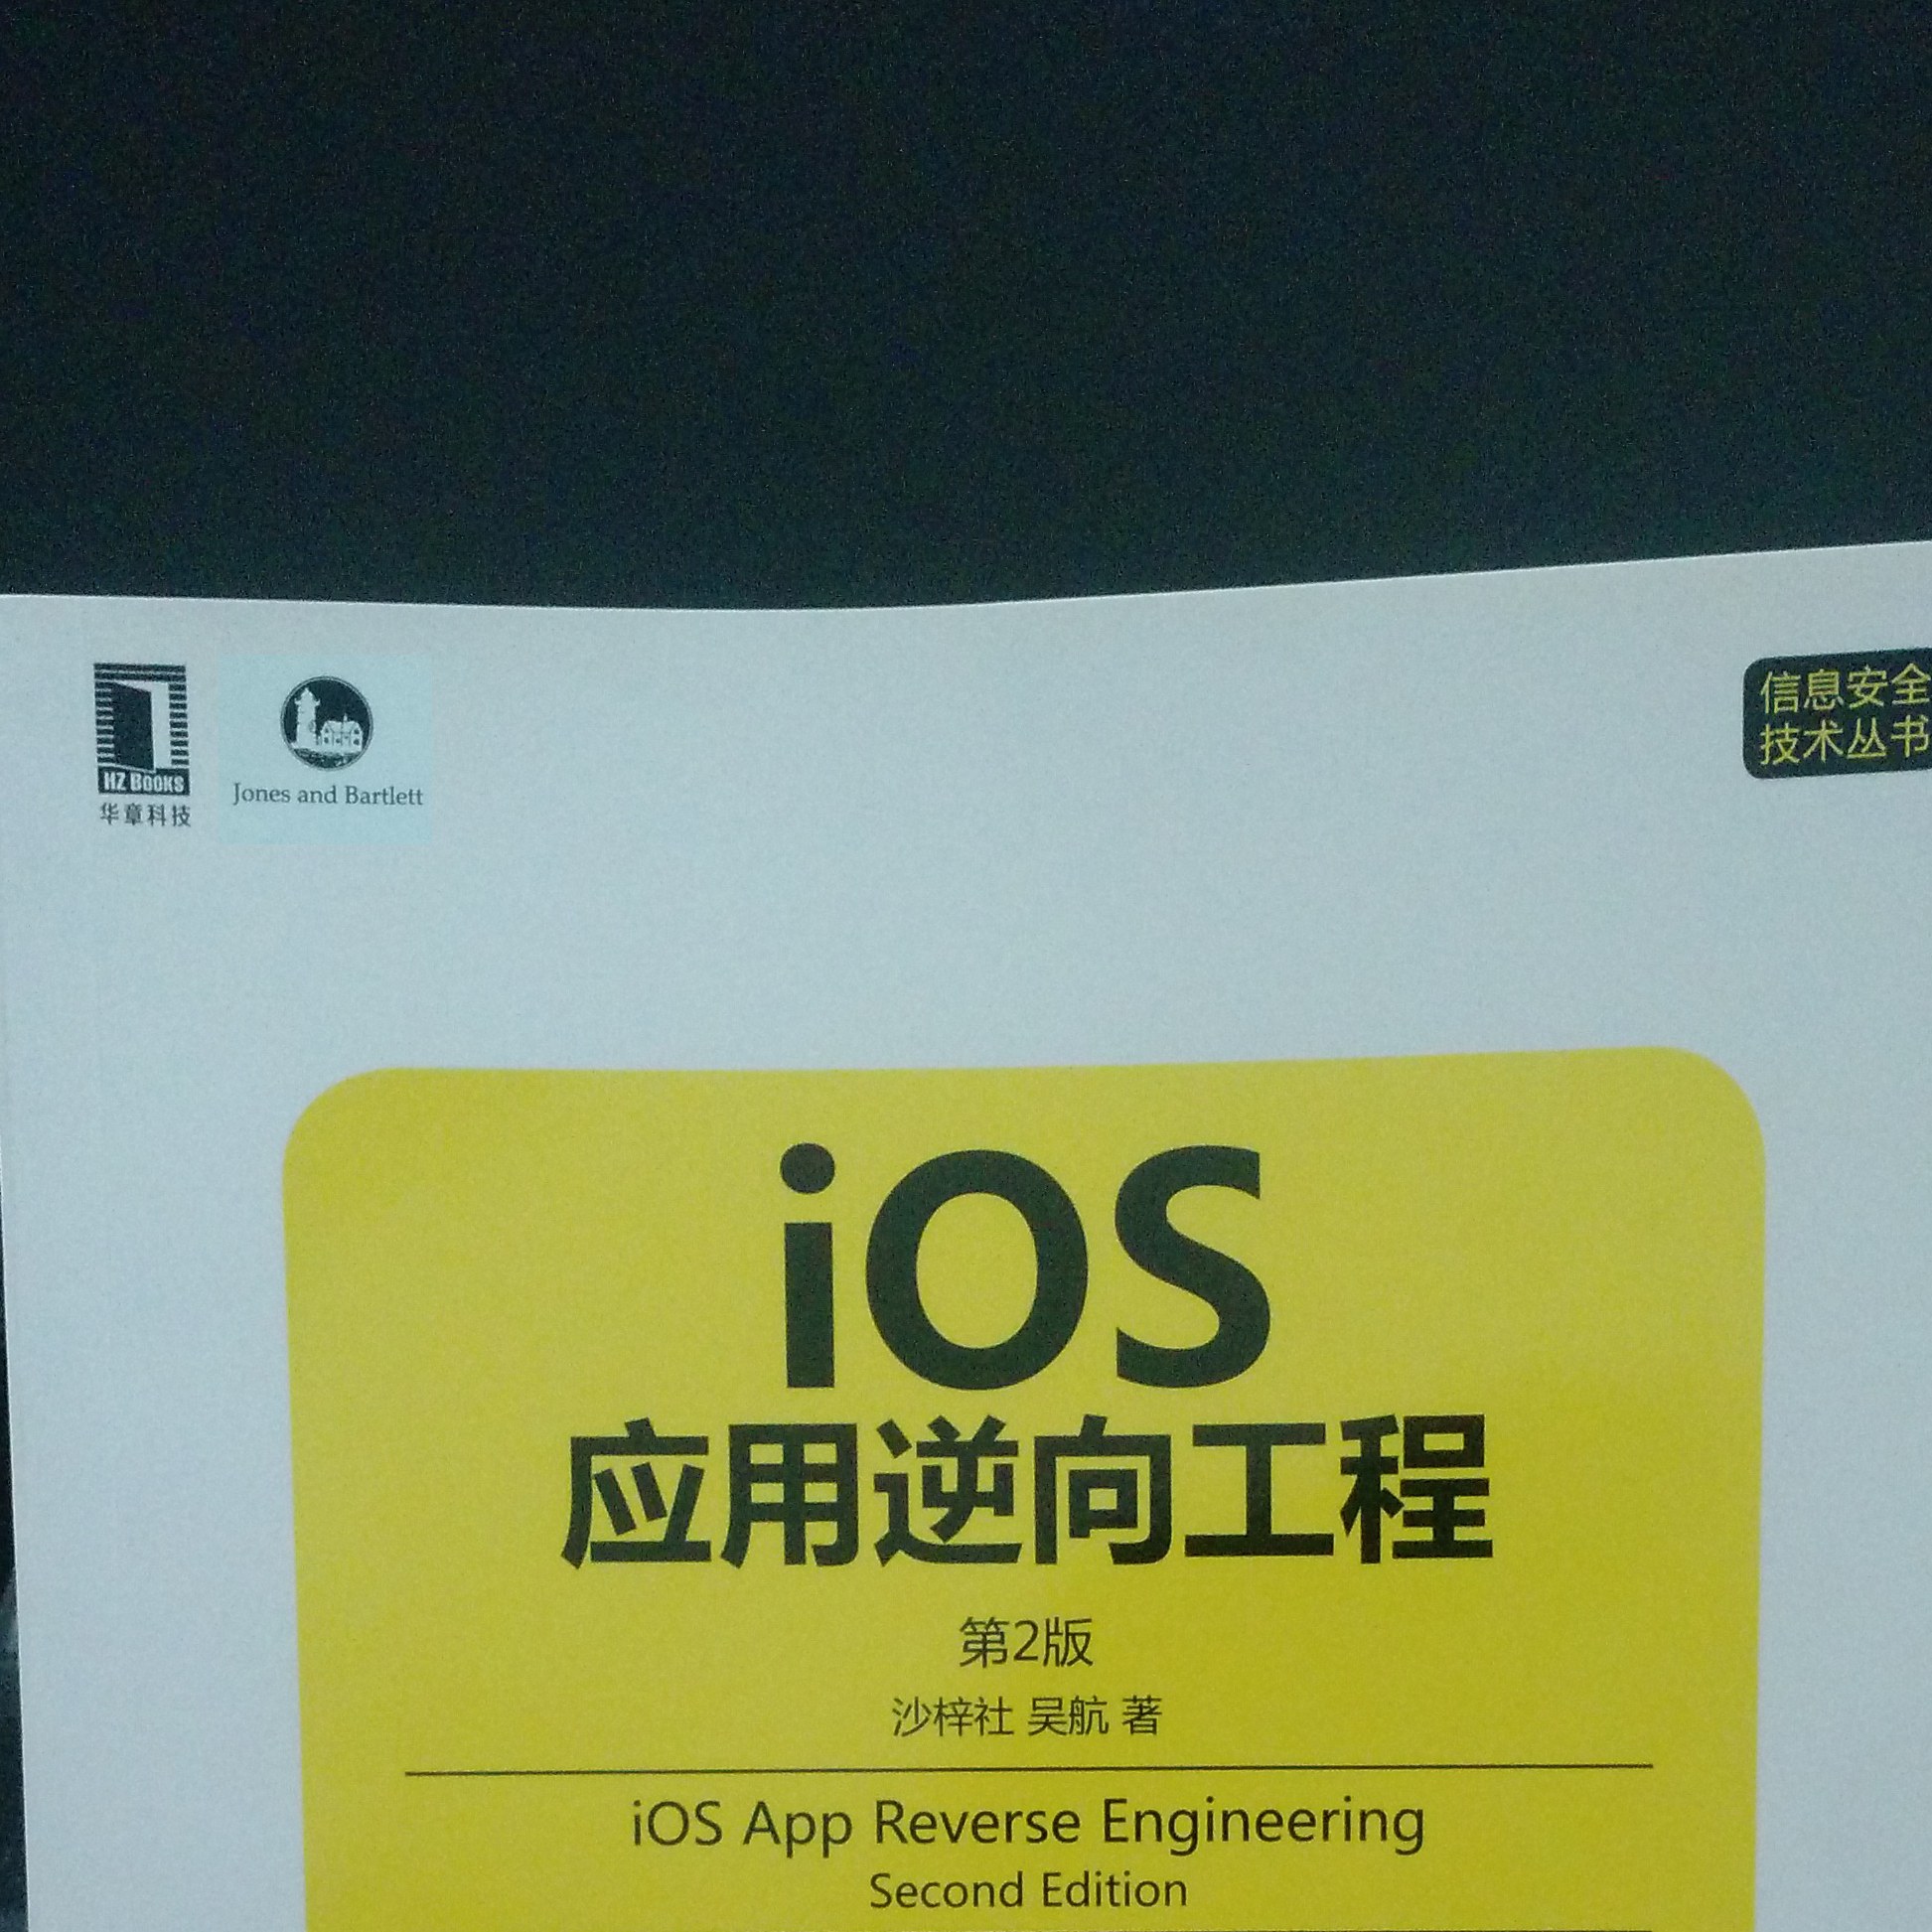 HZ BOOKS
华章科技
Jones and Bartlett
信息安全
技术丛书
iOS
应用逆向工程
第2版
沙梓社 吴航 著
iOS App Reverse Engineering
Second Edition